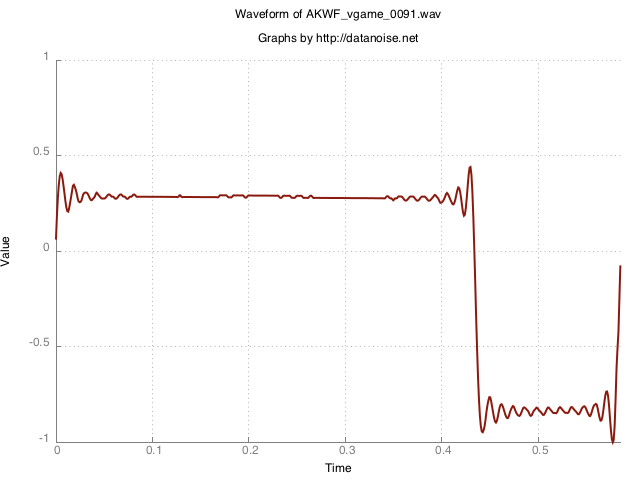 Waveform of AKWF_vgame_0091.wav
Graphs by http://datanoise.net
1
0.5
0
-0.5
-1
Value
0 0.1 0.2 0.3 0.4 0.5
Time